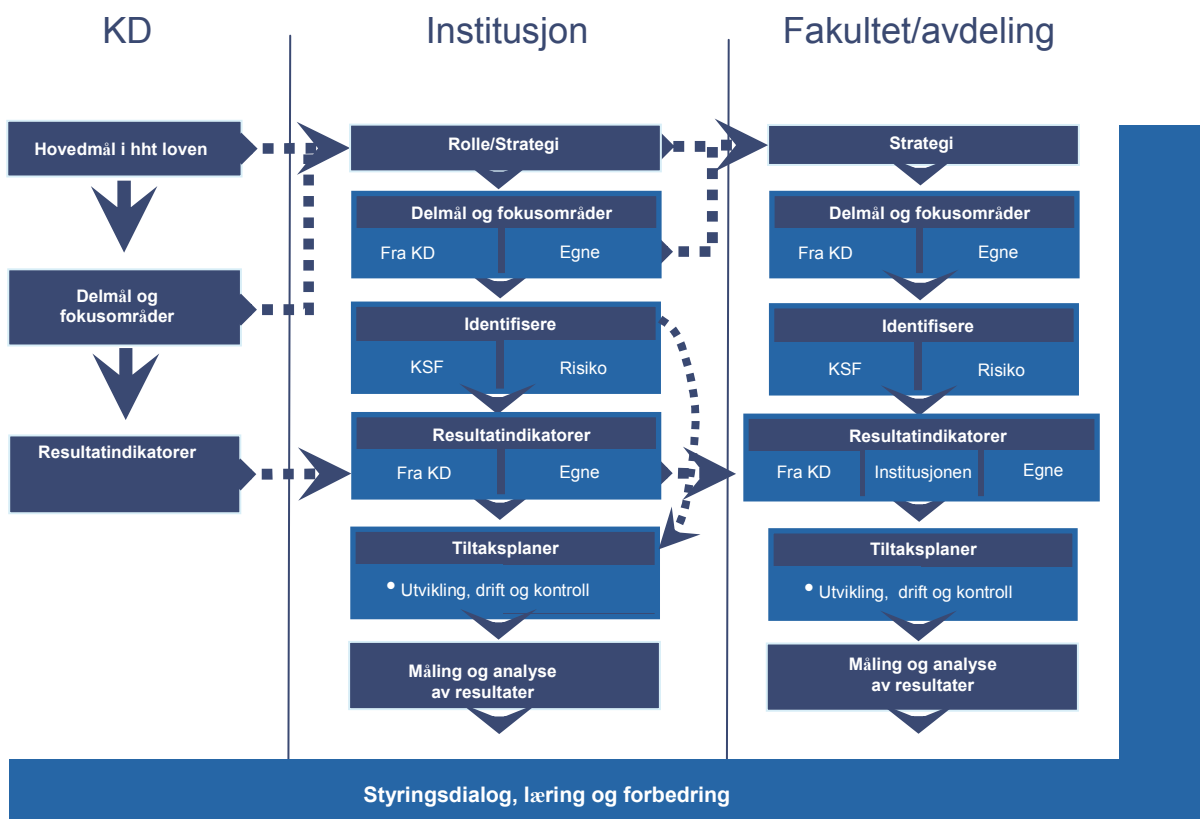 KD
Institusjon
Fakultet/avdeling
Hovedmål i hht loven
Delmål og
fokusområder
Resultatindikatorer
Rolle/Strategi
Delmål og fokusområder
Fra KD
Egne
Identifisere
KSF
Risiko
Resultatindikatorer
Fra KD
Egne
Tiltaksplaner
• Utvikling, drift og kontroll
Måling og analyse
av resultater
Strategi
Delmål og fokusområder
Fra KD
Egne
Identifisere
KSF
Risiko
Resultatindikatorer
Fra KD
Institusjonen
Egne
Tiltaksplaner
• Utvikling, drift og kontroll
Måling og analyse
av resultater
Styringsdialog, læring og forbedring